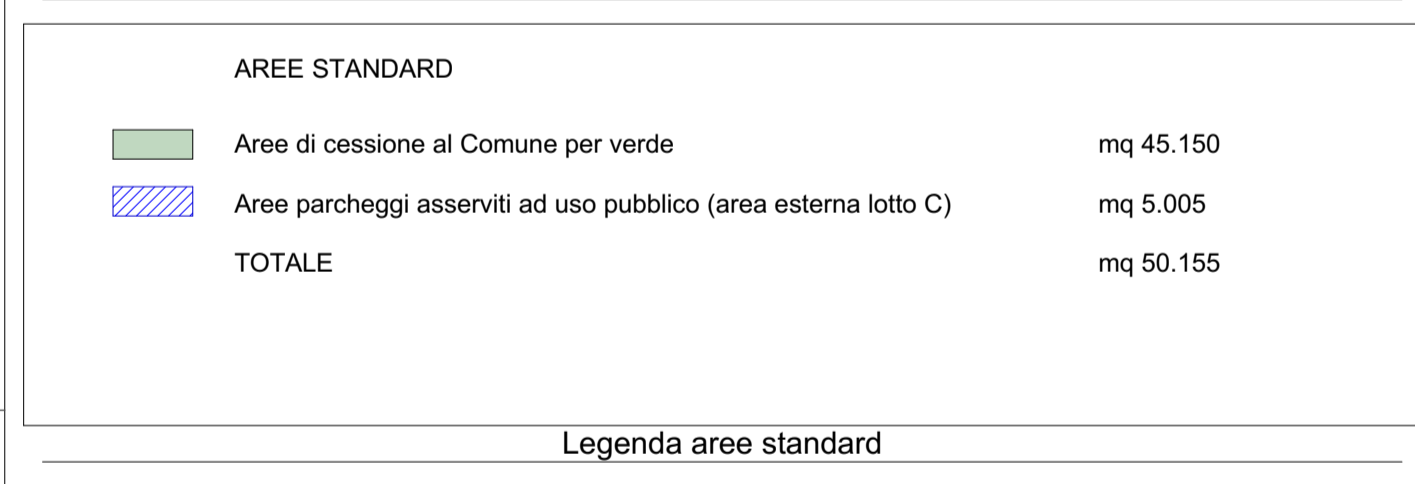 AREE STANDARD
Aree di cessione al Comune per verde mq 45.150
Aree parcheggi asserviti ad uso pubblico (area esterna lotto C) mq 5.005
TOTALE mq 50.155
Legenda aree standard